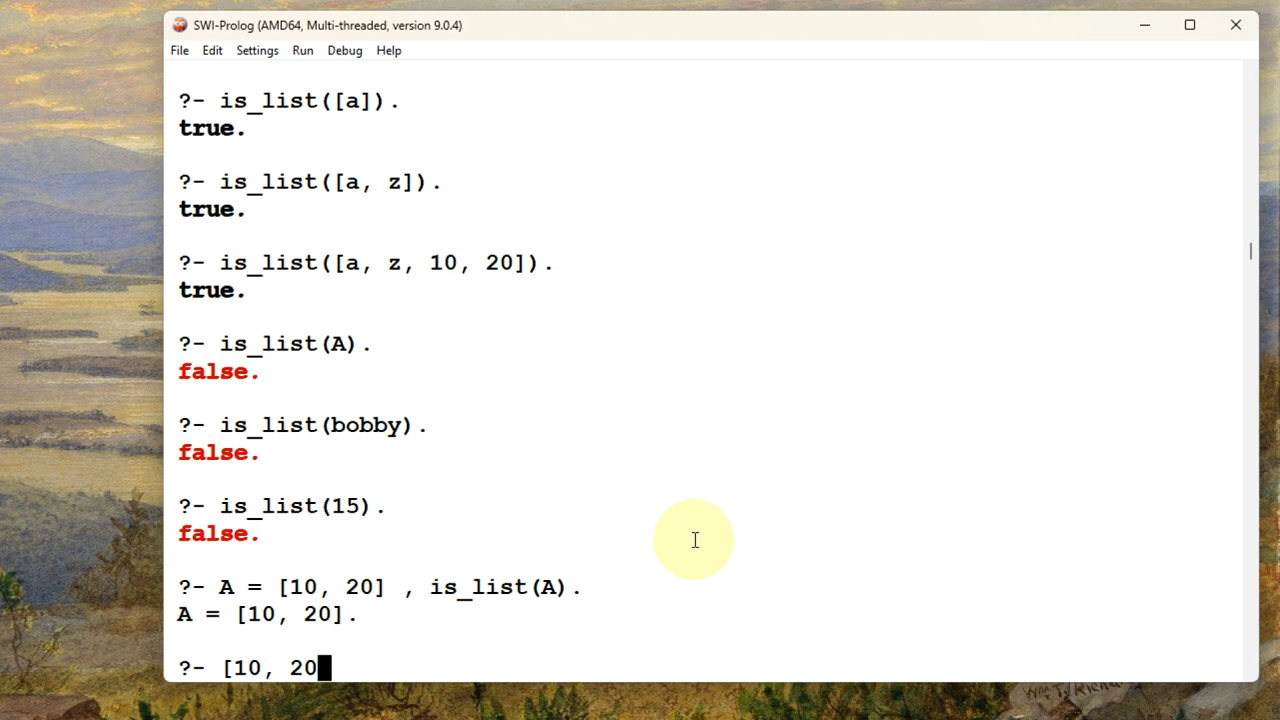 SWI-Prolog (AMD64, Multi-threaded, version 9.0.4)
File Edit Settings Run Debug Help
?- is_list([a]).
true.
?- is_list([a, z]).
true.
?- is_list([a, z, 10, 20]).
true.
?- is_list(A).
false.
?- is_list(bobby).
false.
?- is_list(15).
false.
?- A = [10, 20] , is_list(A).
A = [10, 20].
?- [10, 20